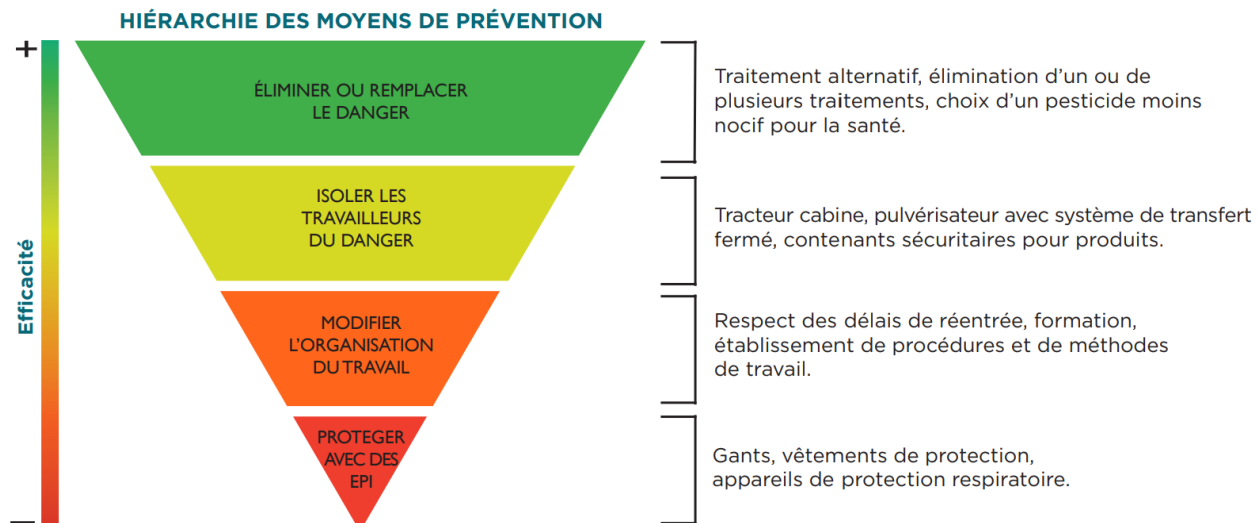 HIÉRARCHIE DES MOYENS DE PRÉVENTION
+
Efficacité
–
ÉLIMINER OU REMPLACER
LE DANGER
Traitement alternatif, élimination d’un ou de
plusieurs traitements, choix d’un pesticide moins
nocif pour la santé.
ISOLER LES
TRAVAILLEURS
DU DANGER
Tracteur cabine, pulvérisateur avec système de transfert
fermé, contenants sécuritaires pour produits.
MODIFIER
L’ORGANISATION
DU TRAVAIL
Respect des délais de réentrée, formation,
établissement de procédures et de méthodes
de travail.
PROTEGER
AVEC DES
EPI
Gants, vêtements de protection,
appareils de protection respiratoire.